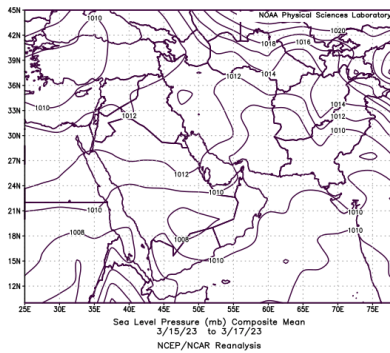 NOAA Physical Sciences Laboratory
45N
1010
1020
1018
1016
42N
39N
1012
1014
36N
1010
1012
1014
33N
1012
1010
30N
27N
1012
24N
1010
21N
1010
1010
18N
1008
1008
1010
15N
1010
12N
25E 30E 35E 40E 45E 50E 55E 60E 65E 70E 75E
Sea Level Pressure (mb) Composite Mean
3/15/23 to 3/17/23
NCEP/NCAR Reanalysis